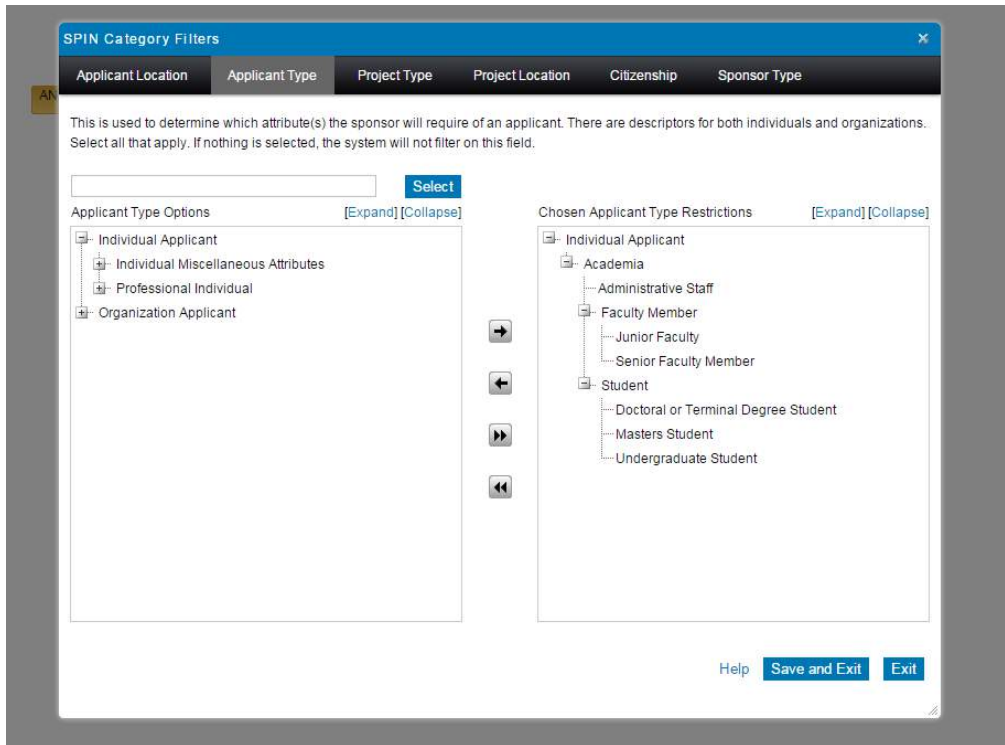 SPIN Category Filters
Applicant Location Applicant Type Project Type Project Location Citizenship Sponsor Type
AN
This is used to determine which attribute(s) the sponsor will require of an applicant. There are descriptors for both individuals and organizations.
Select all that apply. If nothing is selected, the system will not filter on this field.
Select
Applicant Type Options [Expand] [Collapse]
Individual Applicant
Individual Miscellaneous Attributes
Professional Individual
Organization Applicant
Chosen Applicant Type Restrictions [Expand] [Collapse]
Individual Applicant
Academia
Administrative Staff
Faculty Member
Junior Faculty
Senior Faculty Member
Student
Doctoral or Terminal Degree Student
Masters Student
Undergraduate Student
Help Save and Exit Exit